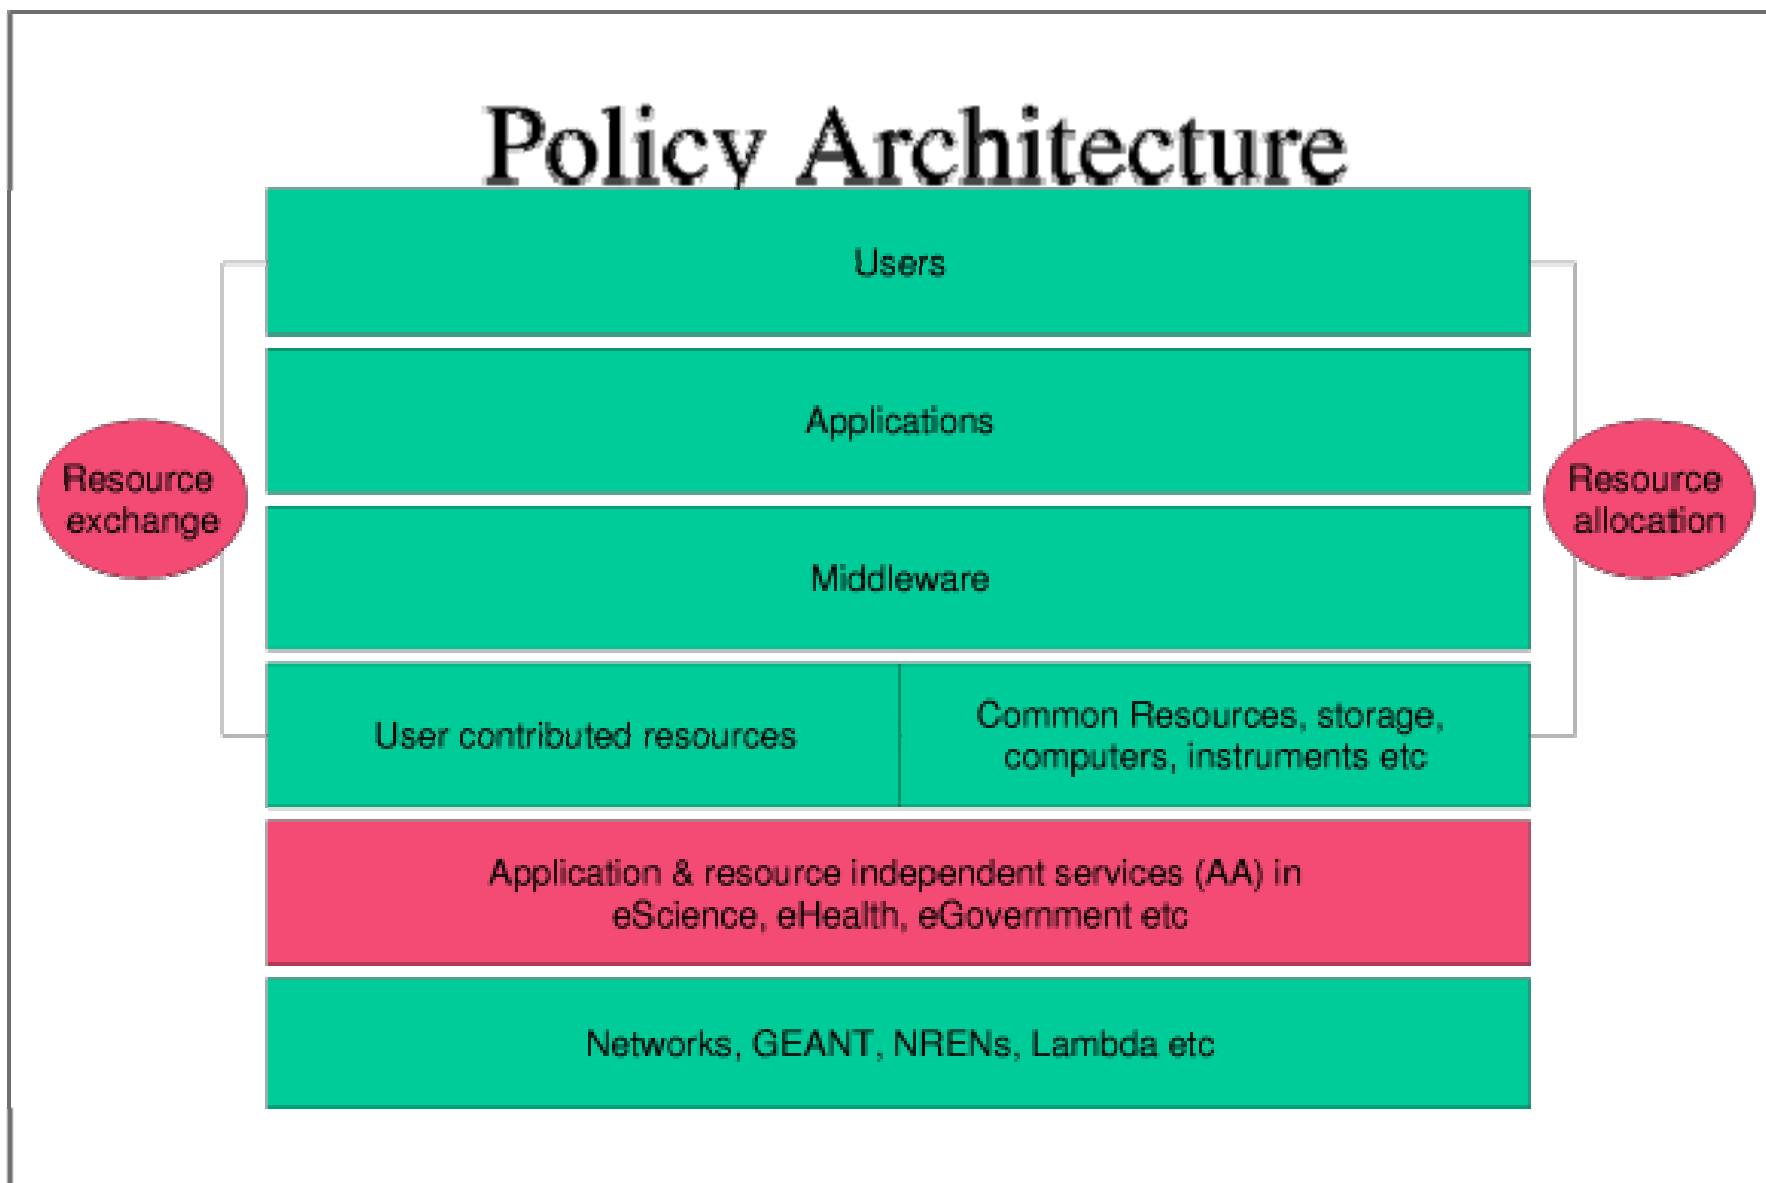 Policy Architecture
Users
Applications
Resource
exchange
Resource
allocation
Middleware
User contributed resources
Common Resources, storage,
computers, instruments etc
Application & resource independent services (AA) in
eScience, eHealth, eGovernment etc
Networks, GEANT, NRENs, Lambda etc